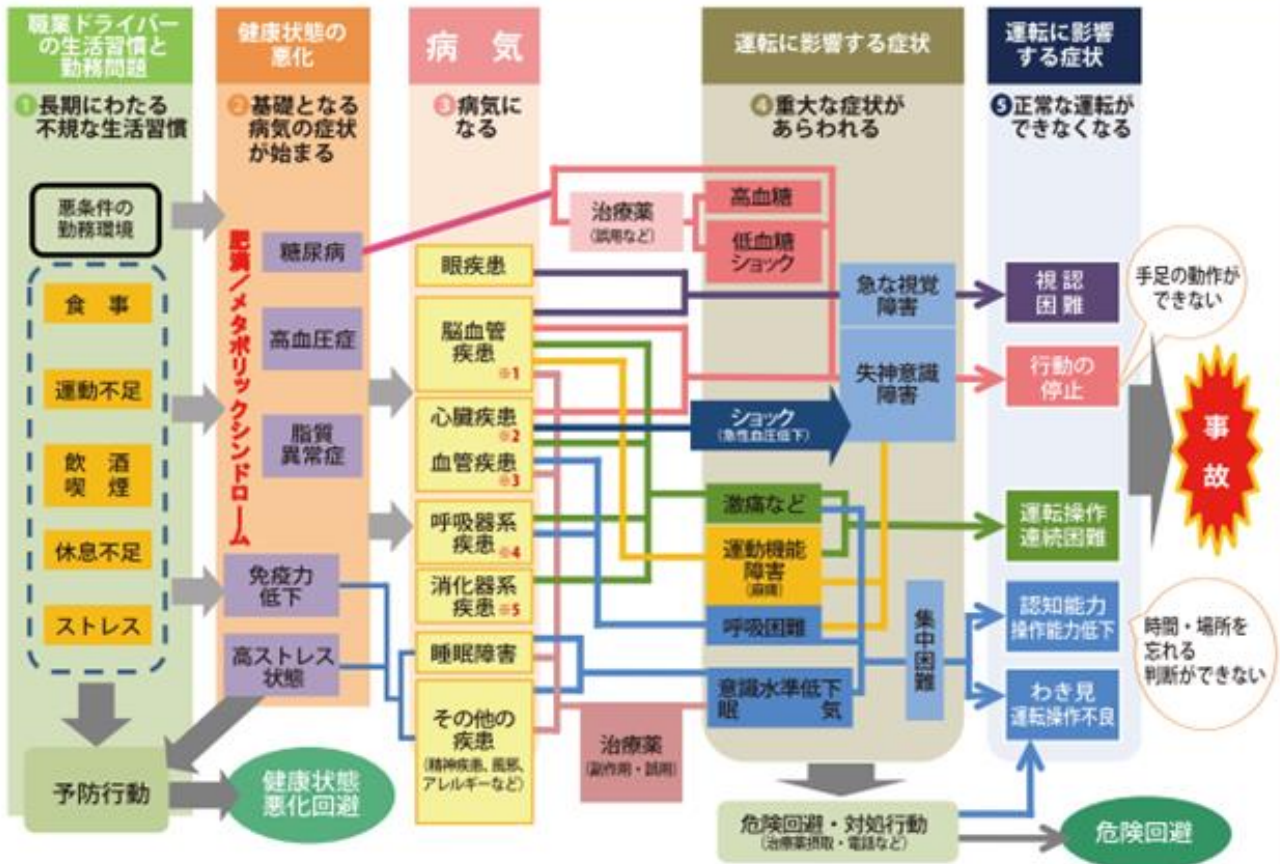 職業ドライバー
の生活習慣と
勤務問題
❶長期にわたる
不規な生活習慣
悪条件の
勤務環境
食 事
運動不足
飲 酒
喫 煙
休息不足
ストレス
予防行動
健康状態の
悪化
❷基礎となる
病気の症状
が始まる
肥満/メタボリックシンドローム
糖尿病
高血圧症
脂質
異常症
免疫力
低下
高ストレス
状態
健康状態
悪化回避
病 気
❸病気に
なる
眼疾患
脳血管
疾患
※1
心臓疾患
※2
血管疾患
※3
呼吸器系
疾患※4
消化器系
疾患※5
睡眠障害
その他の
疾患
(精神疾患、風邪、
アレルギーなど)
治療薬
(誤用など)
治療薬
(副作用・誤用)
運転に影響する症状
❹重大な症状が
あらわれる
高血糖
低血糖
ショック
急な視覚
障害
失神意識
障害
ショック
(急性血圧低下)
激痛など
運動機能
障害
(麻痺)
呼吸困難
意識水準低下
眠 気
集中困難
危険回避・対処行動
(治療薬摂取・電話など)
運転に影響
する症状
❺正常な運転が
できなくなる
視 認
困 難
行動の
停止
運転操作
連続困難
認知能力
操作能力低下
わき見
運転操作不良
危険回避
手足の動作が
できない
事故
時間・場所を
忘れる
判断ができない